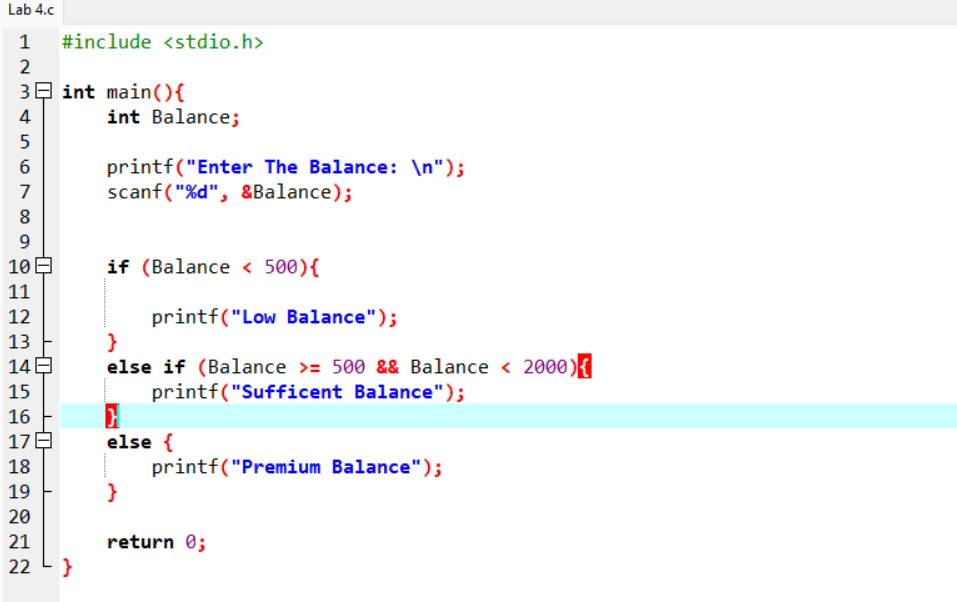 Lab 4.c
1 #include <stdio.h>
2
3 int main(){
4 int Balance;
5
6 printf("Enter The Balance: \n");
7 scanf("%d", &Balance);
8
9
10 if (Balance < 500){
11
12 printf("Low Balance");
13 }
14 else if (Balance >= 500 && Balance < 2000){
15 printf("Sufficent Balance");
16 }
17 else {
18 printf("Premium Balance");
19 }
20
21 return 0;
22 }